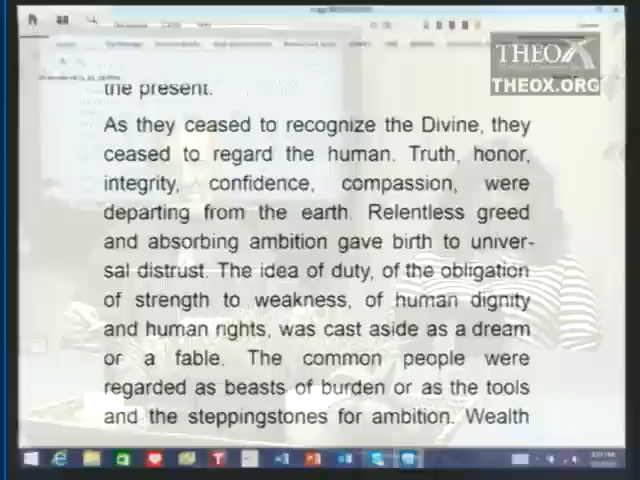 THEOX
THEOX.ORG
the present.
As they ceased to recognize the Divine, they
ceased to regard the human. Truth, honor,
integrity, confidence, compassion, were
departing from the earth. Relentless greed
and absorbing ambition gave birth to univer-
sal distrust. The idea of duty, of the obligation
of strength to weakness, of human dignity
and human rights, was cast aside as a dream
or a fable. The common people were
regarded as beasts of burden or as the tools
and the steppingstones for ambition. Wealth